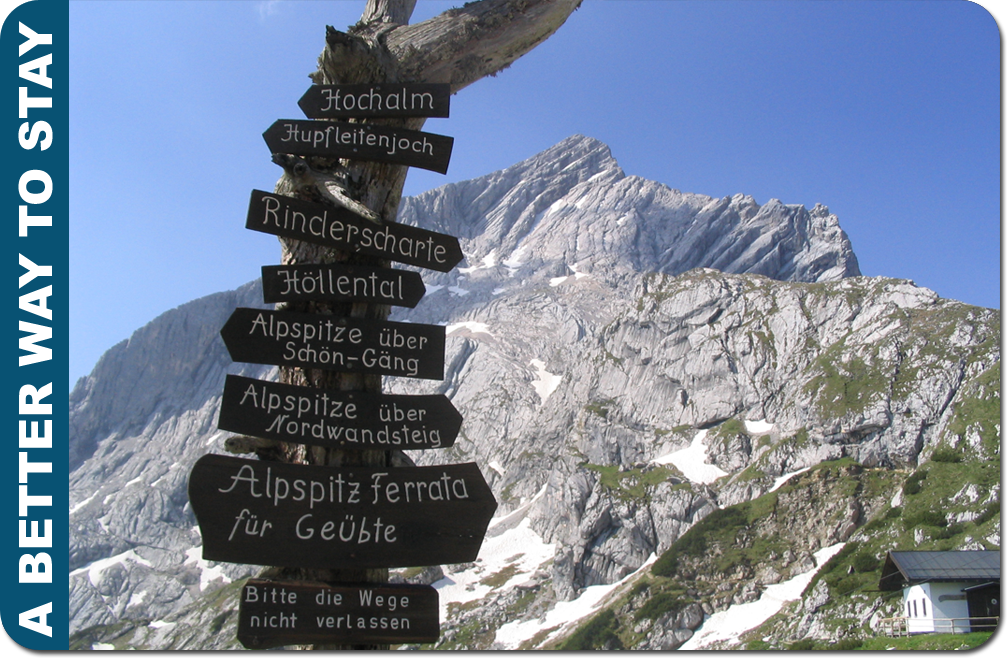 A BETTER WAY TO STAY
Hochalm
Hupfleitenjoch
Rinderscharte
Höllental
Alpspitze über
Schön-Gäng
Alpspitze über
Nordwandsteig
Alpspitz Ferrata
für GeÜbte
Bitte die Wege
nicht verlassen